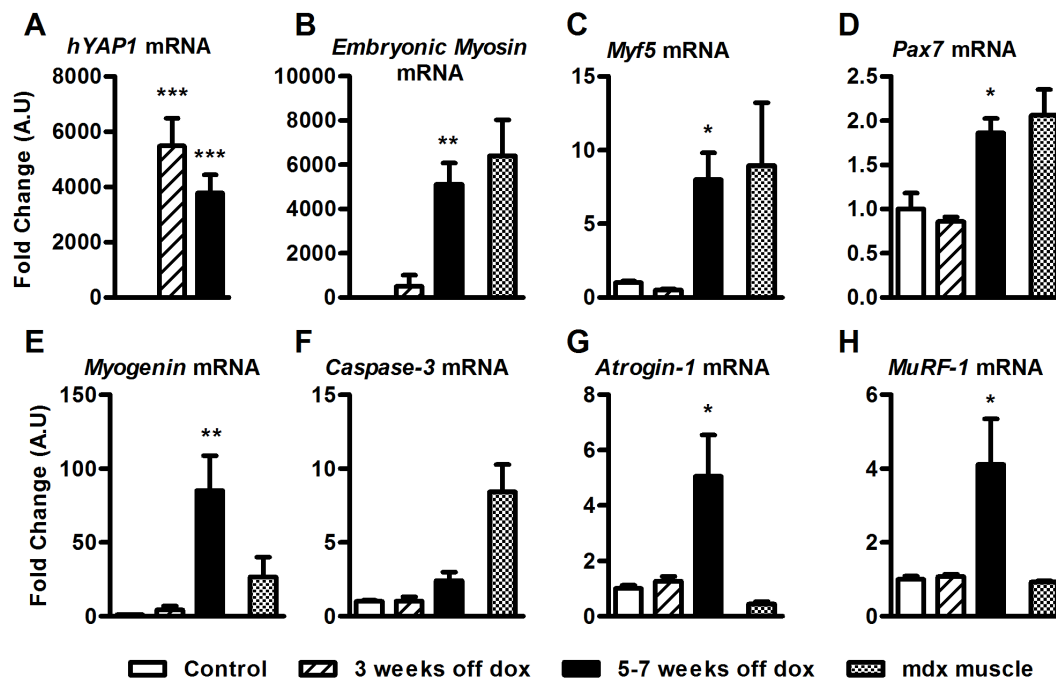 A
hYAP1 mRNA
Fold Change (A.U)
8000
6000
4000
2000
0
***
***
B
Embryonic Myosin
mRNA
10000
8000
6000
4000
2000
0
**
C
Myf5 mRNA
15
10
5
0
*
D
Pax7 mRNA
2.5
2.0
1.5
1.0
0.5
0.0
*
E
Myogenin mRNA
Fold Change (A.U)
150
100
50
0
**
F
Caspase-3 mRNA
15
10
5
0
G
Atrogin-1 mRNA
8
6
4
2
0
*
H
MuRF-1 mRNA
6
4
2
0
*
Control
3 weeks off dox
5-7 weeks off dox
mdx muscle